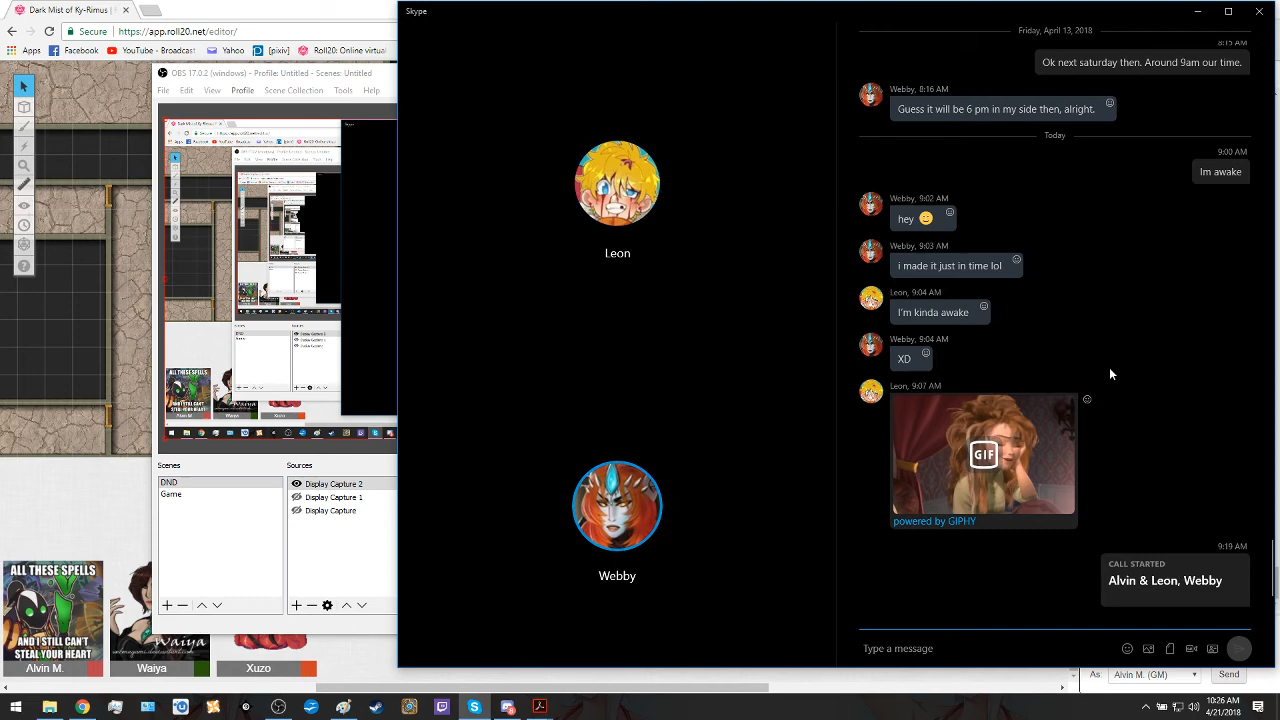 Dark Mist of Ky-Rimus |
Secure
https://app.roll20.net/editor/
Apps
Facebook
YouTube - Broadcast
Yahoo
[pixiv]
Roll20: Online virtual
OBS 17.0.2 (windows) - Profile: Untitled - Scenes: Untitled
File
Edit
View
Profile
Scene Collection
Tools
Help
Scenes
DND
Game
Sources
Display Capture 2
Display Capture 1
Display Capture
ALL THESE SPELLS
AND I STILL CAN'T
STEAL YOUR HEART
Alvin M.
Waiya
Waiya
Xuzo
Skype
Leon
Webby
Friday, April 13, 2018
8:15 AM
Ok next saturday then. Around 9am our time.
Webby, 8:16 AM
Guess it will be 6 pm in my side then, alright.
Today
9:00 AM
Im awake
Webby, 9:02 AM
hey
Webby, 9:03 AM
i made it just in time lol
Leon, 9:04 AM
I'm kinda awake
Webby, 9:04 AM
XD
Leon, 9:07 AM
GIF
powered by GIPHY
9:19 AM
CALL STARTED
Alvin & Leon, Webby
Type a message
As
Alvin M. (GM)
Send
10:26 AM
4/21/2018